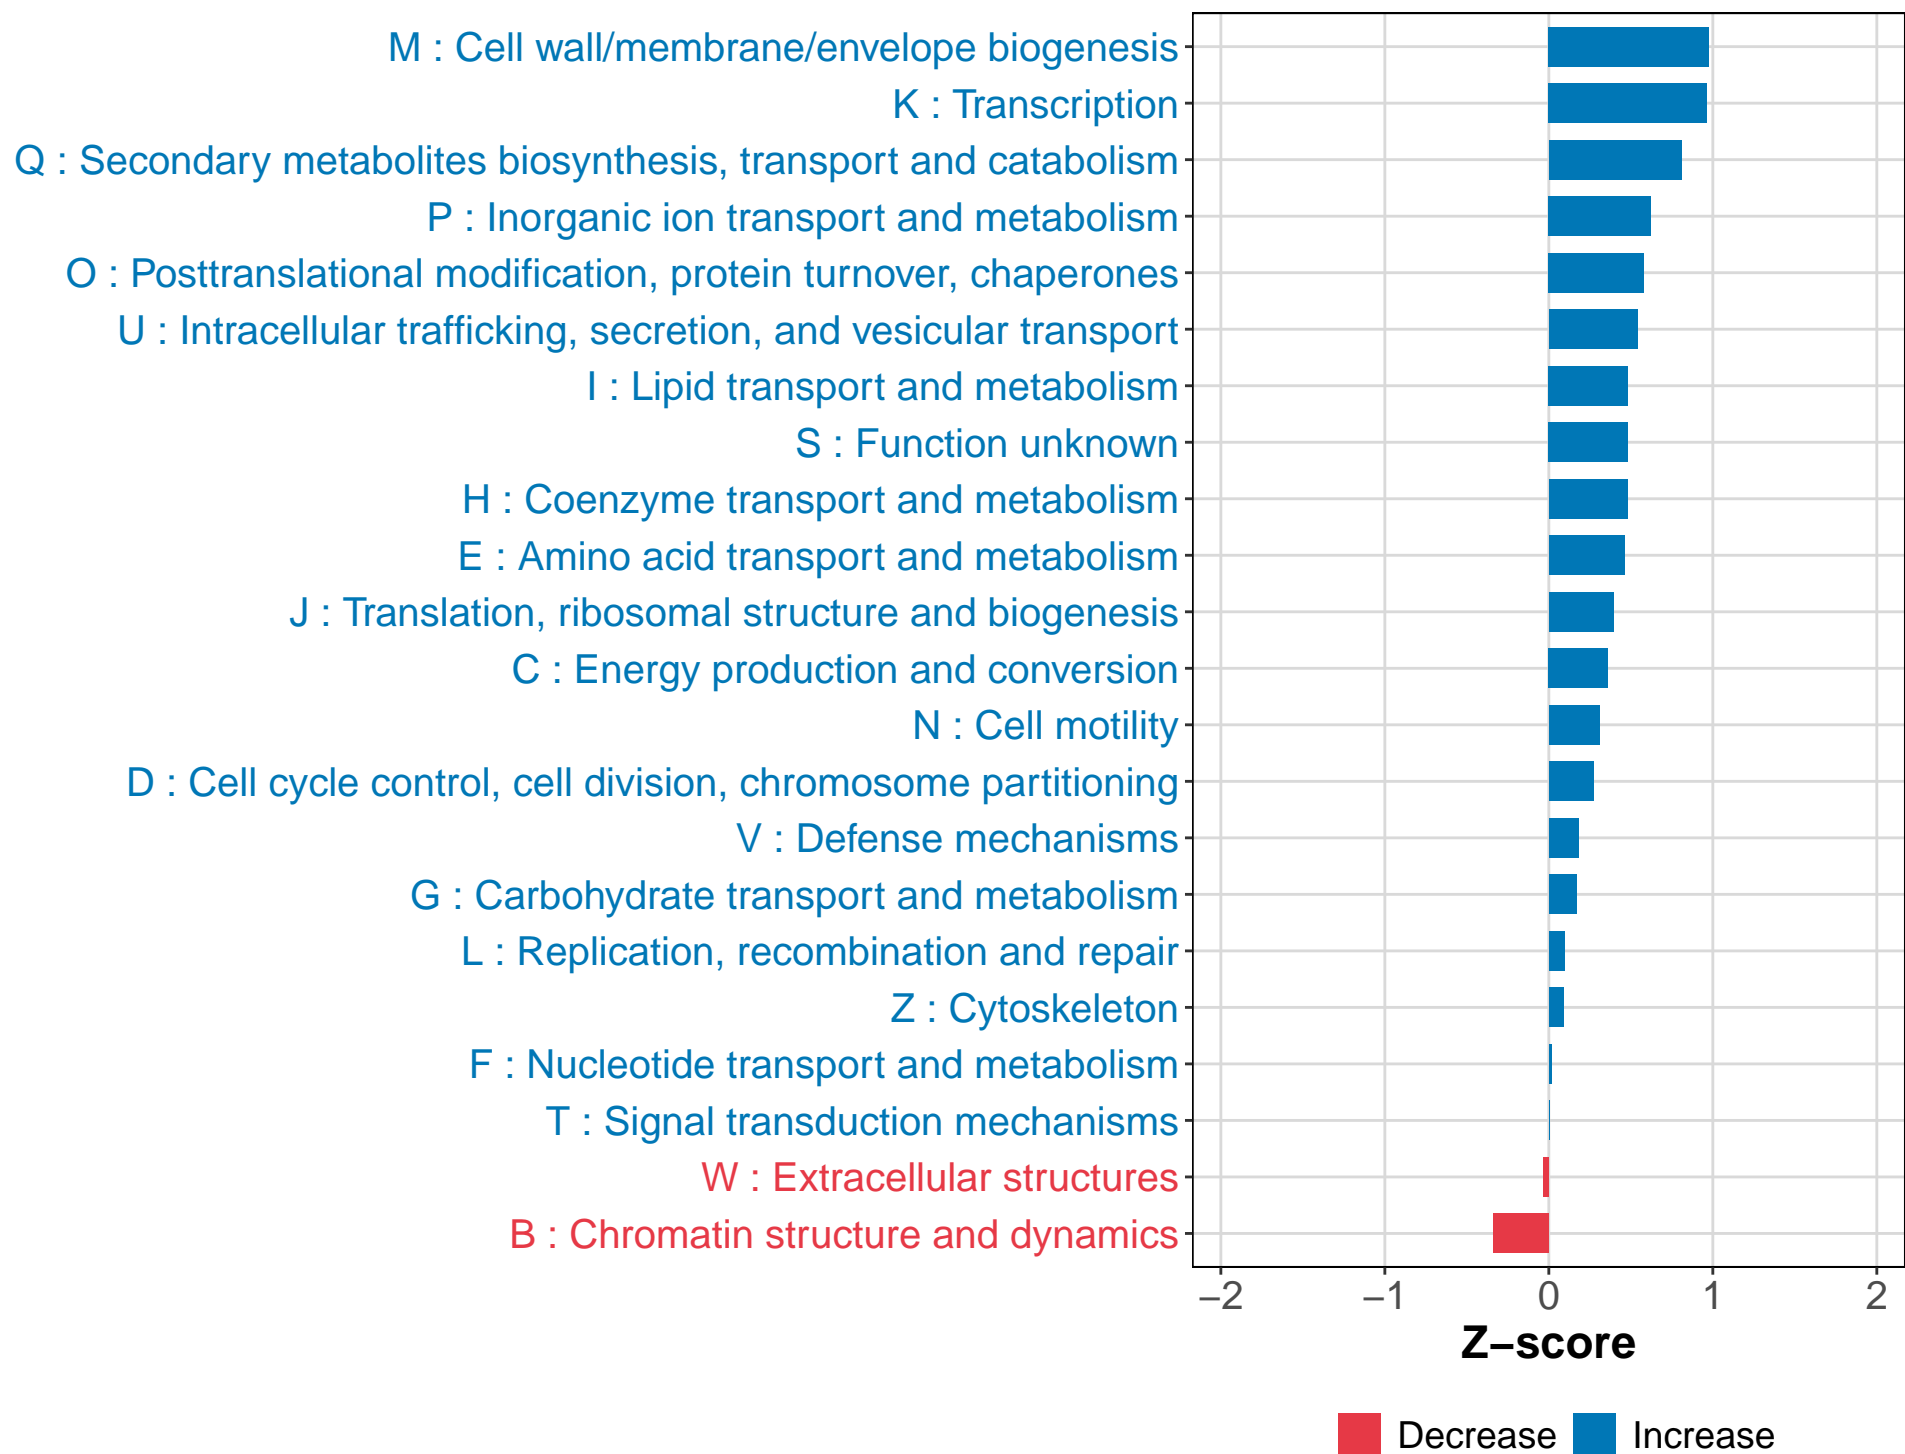 M : Cell wall/membrane/envelope biogenesis
K : Transcription
Q : Secondary metabolites biosynthesis, transport and catabolism
P : Inorganic ion transport and metabolism
O : Posttranslational modification, protein turnover, chaperones
U : Intracellular trafficking, secretion, and vesicular transport
I : Lipid transport and metabolism
S : Function unknown
H : Coenzyme transport and metabolism
E : Amino acid transport and metabolism
J : Translation, ribosomal structure and biogenesis
C : Energy production and conversion
N : Cell motility
D : Cell cycle control, cell division, chromosome partitioning
V : Defense mechanisms
G : Carbohydrate transport and metabolism
L : Replication, recombination and repair
Z : Cytoskeleton
F : Nucleotide transport and metabolism
T : Signal transduction mechanisms
W : Extracellular structures
B : Chromatin structure and dynamics
−2 −1 0 1 2
Z−score
Decrease Increase